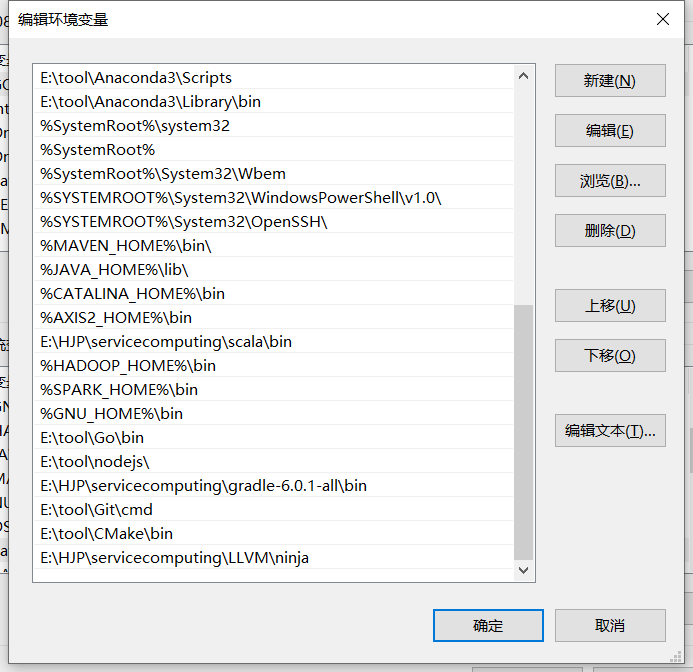 编辑环境变量
E:\tool\Anaconda3\Scripts
E:\tool\Anaconda3\Library\bin
%SystemRoot%\system32
%SystemRoot%
%SystemRoot%\System32\Wbem
%SYSTEMROOT%\System32\WindowsPowerShell\v1.0\
%SYSTEMROOT%\System32\OpenSSH\
%MAVEN_HOME%\bin\
%JAVA_HOME%\lib\
%CATALINA_HOME%\bin
%AXIS2_HOME%\bin
E:\HJP\servicecomputing\scala\bin
%HADOOP_HOME%\bin
%SPARK_HOME%\bin
%GNU_HOME%\bin
E:\tool\Go\bin
E:\tool\nodejs\
E:\HJP\servicecomputing\gradle-6.0.1-all\bin
E:\tool\Git\cmd
E:\tool\CMake\bin
E:\HJP\servicecomputing\LLVM\ninja
新建(N)
编辑(E)
浏览(B)...
删除(D)
上移(U)
下移(O)
编辑文本(T)...
确定
取消